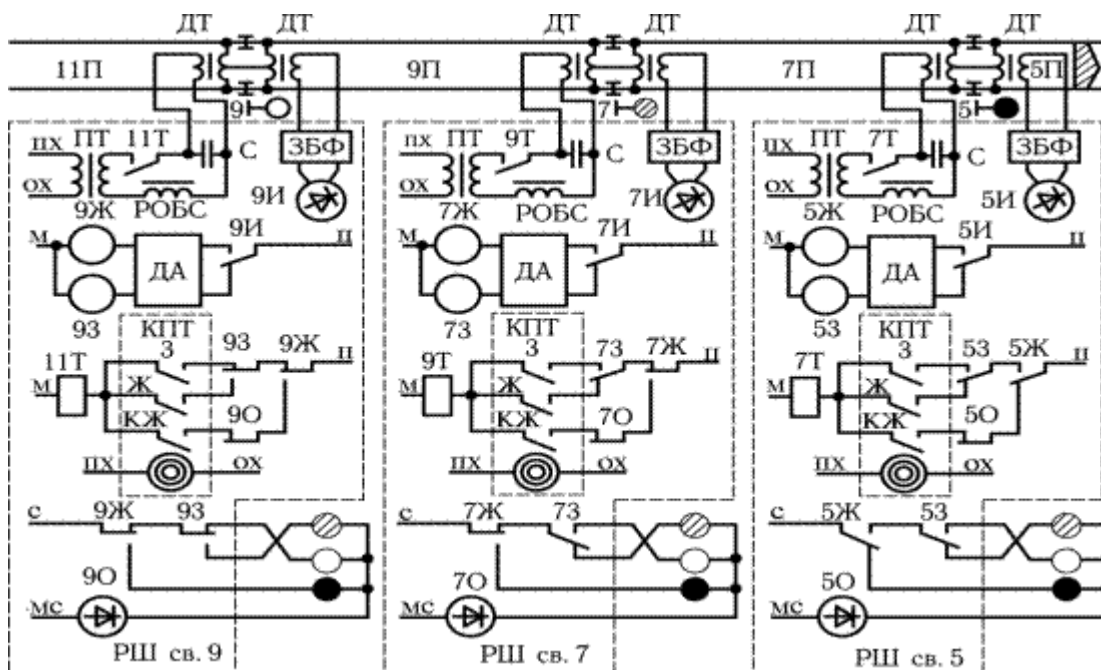 ДТ ДТ ДТ ДТ ДТ ДТ
11П 9П 7П 5П
9 7 5
ПХ ПТ 11Т С ЗБФ ПХ ПТ 9Т С ЗБФ ПХ ПТ 7Т С ЗБФ
ОХ РОБС 9И ОХ РОБС 7И ОХ РОБС 5И
9Ж 9И 7Ж 7И 5Ж 5И
М ДА П М ДА П М ДА П
93 73 53
КПТ КПТ КПТ
11Т З 93 9Ж П 9Т З 73 7Ж П 7Т З 53 5Ж П
М Ж М Ж М Ж
КЖ 9О КЖ 7О КЖ 5О
ПХ ОХ ПХ ОХ ПХ ОХ
С 9Ж 93 С 7Ж 73 С 5Ж 53
9О 7О 5О
МС МС МС
РШ св. 9 РШ св. 7 РШ св. 5